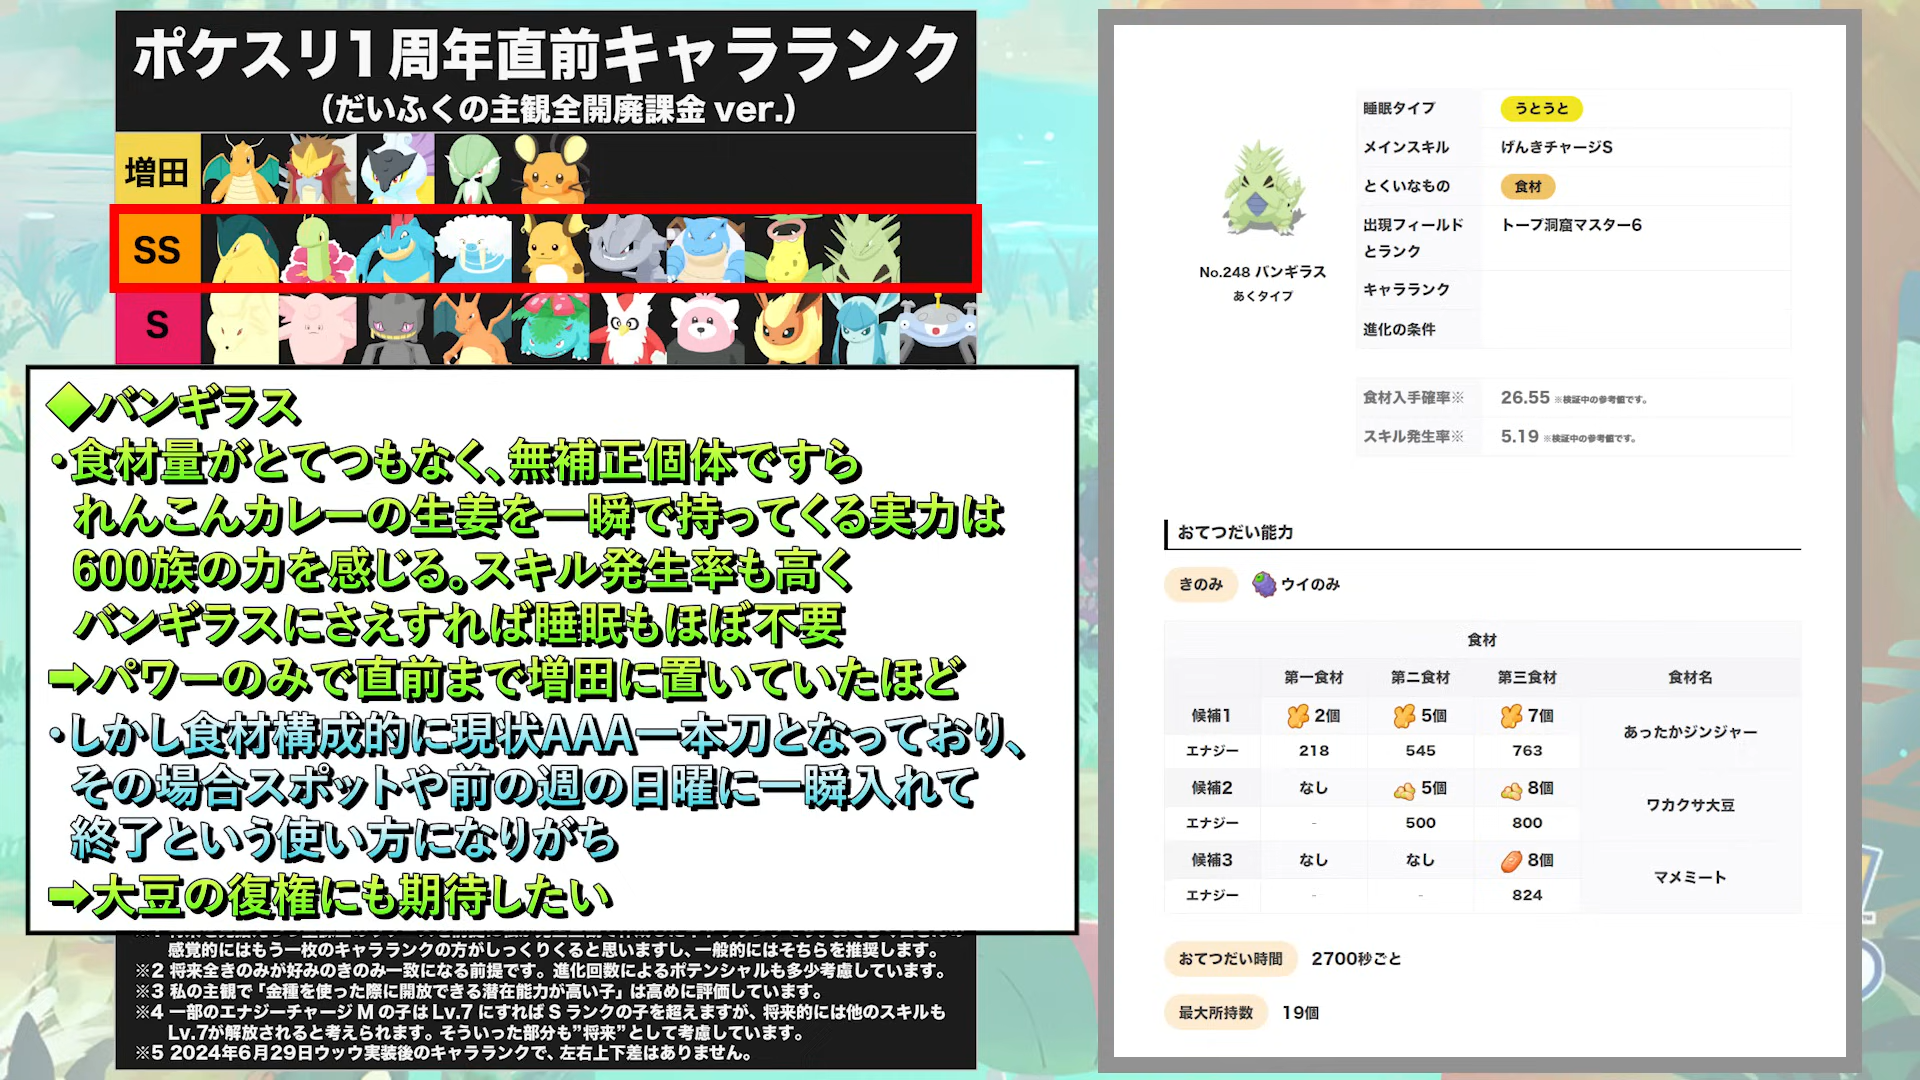 ポケスリ1周年直前キャラランク
（だいふくの主観全開廃課金 ver.）
増田
SS
S
◆バンギラス
・食材量がとてつもなく、無補正個体ですら
れんこんカレーの生姜を一瞬で持ってくる実力は
600族の力を感じる。スキル発生率も高く
バンギラスにさえすれば睡眠もほぼ不要
➡パワーのみで直前まで増田に置いていたほど
・しかし食材構成的に現状AAA一本刀となっており、
その場合スポットや前の週の日曜に一瞬入れて
終了という使い方になりがち
➡大豆の復権にも期待したい
感覚的にはもう一枚のキャラランクの方がしっくりくると思いますし、一般的にはそちらを推奨します。
※2 将来全きのみが好みのきのみ一致になる前提です。進化回数によるポテンシャルも多少考慮しています。
※3 私の主観で「金種を使った際に開放できる潜在能力が高い子」は高めに評価しています。
※4 一部のエナジーチャージ M の子は Lv.7 にすれば S ランクの子を超えますが、将来的には他のスキルも
Lv.7が解放されると考えられます。そういった部分も”将来”として考慮しています。
※5 2024年6月29日ウッウ実装後のキャラランクで、左右上下差はありません。
No.248 バンギラス
あくタイプ
睡眠タイプ うとうと
メインスキル げんきチャージS
とくいなもの 食材
出現フィールド トープ洞窟マスター6
とランク
キャラランク
進化の条件
食材入手確率※ 26.55 ※検証中の参考値です。
スキル発生率※ 5.19 ※検証中の参考値です。
おてつだい能力
きのみ ウイのみ
食材
第一食材 第二食材 第三食材 食材名
候補1 2個 5個 7個 あったかジンジャー
エナジー 218 545 763
候補2 なし 5個 8個 ワカクサ大豆
エナジー - 500 800
候補3 なし なし 8個 マメミート
エナジー - - 824
おてつだい時間 2700秒ごと
最大所持数 19個